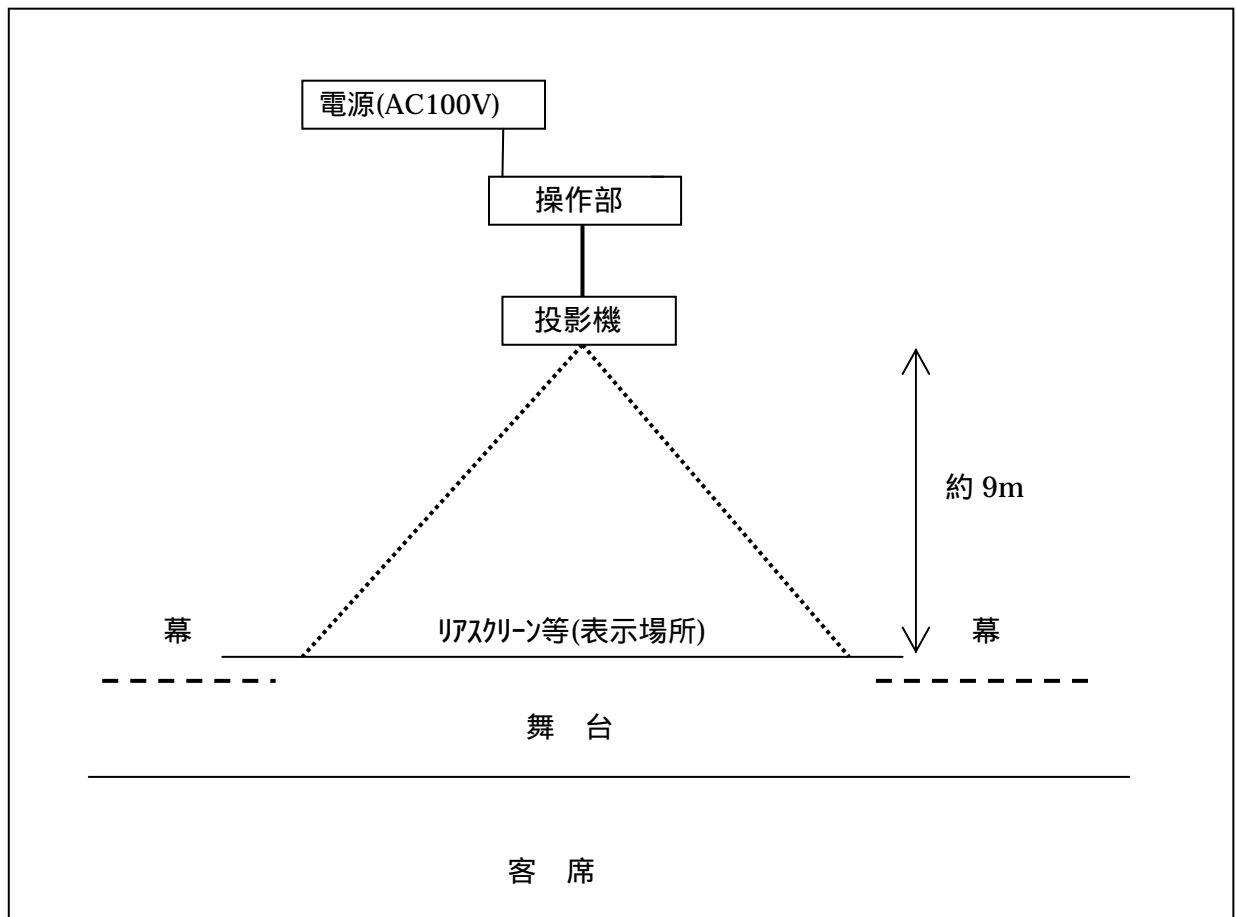 電源(AC100V)
操作部
投影機
約 9m
幕 ﾘｱｽｸﾘｰﾝ等(表示場所) 幕
舞 台
客 席